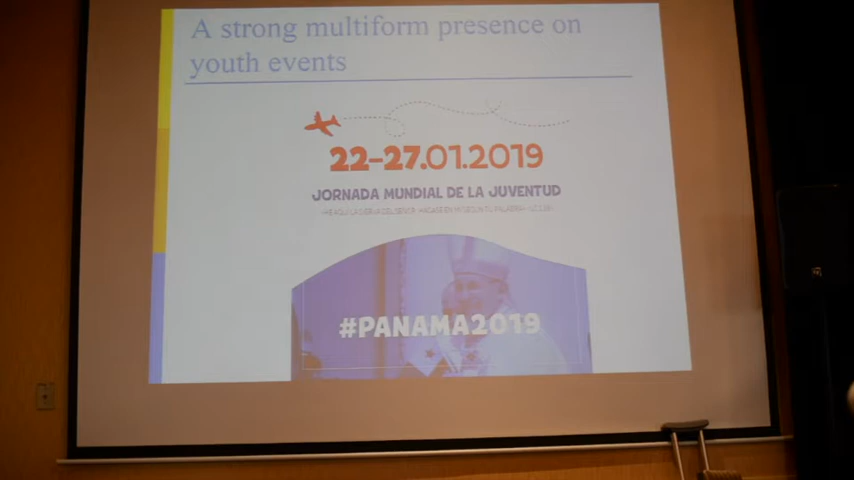 A strong multiform presence on
youth events
22-27.01.2019
JORNADA MUNDIAL DE LA JUVENTUD
#PANAMA2019